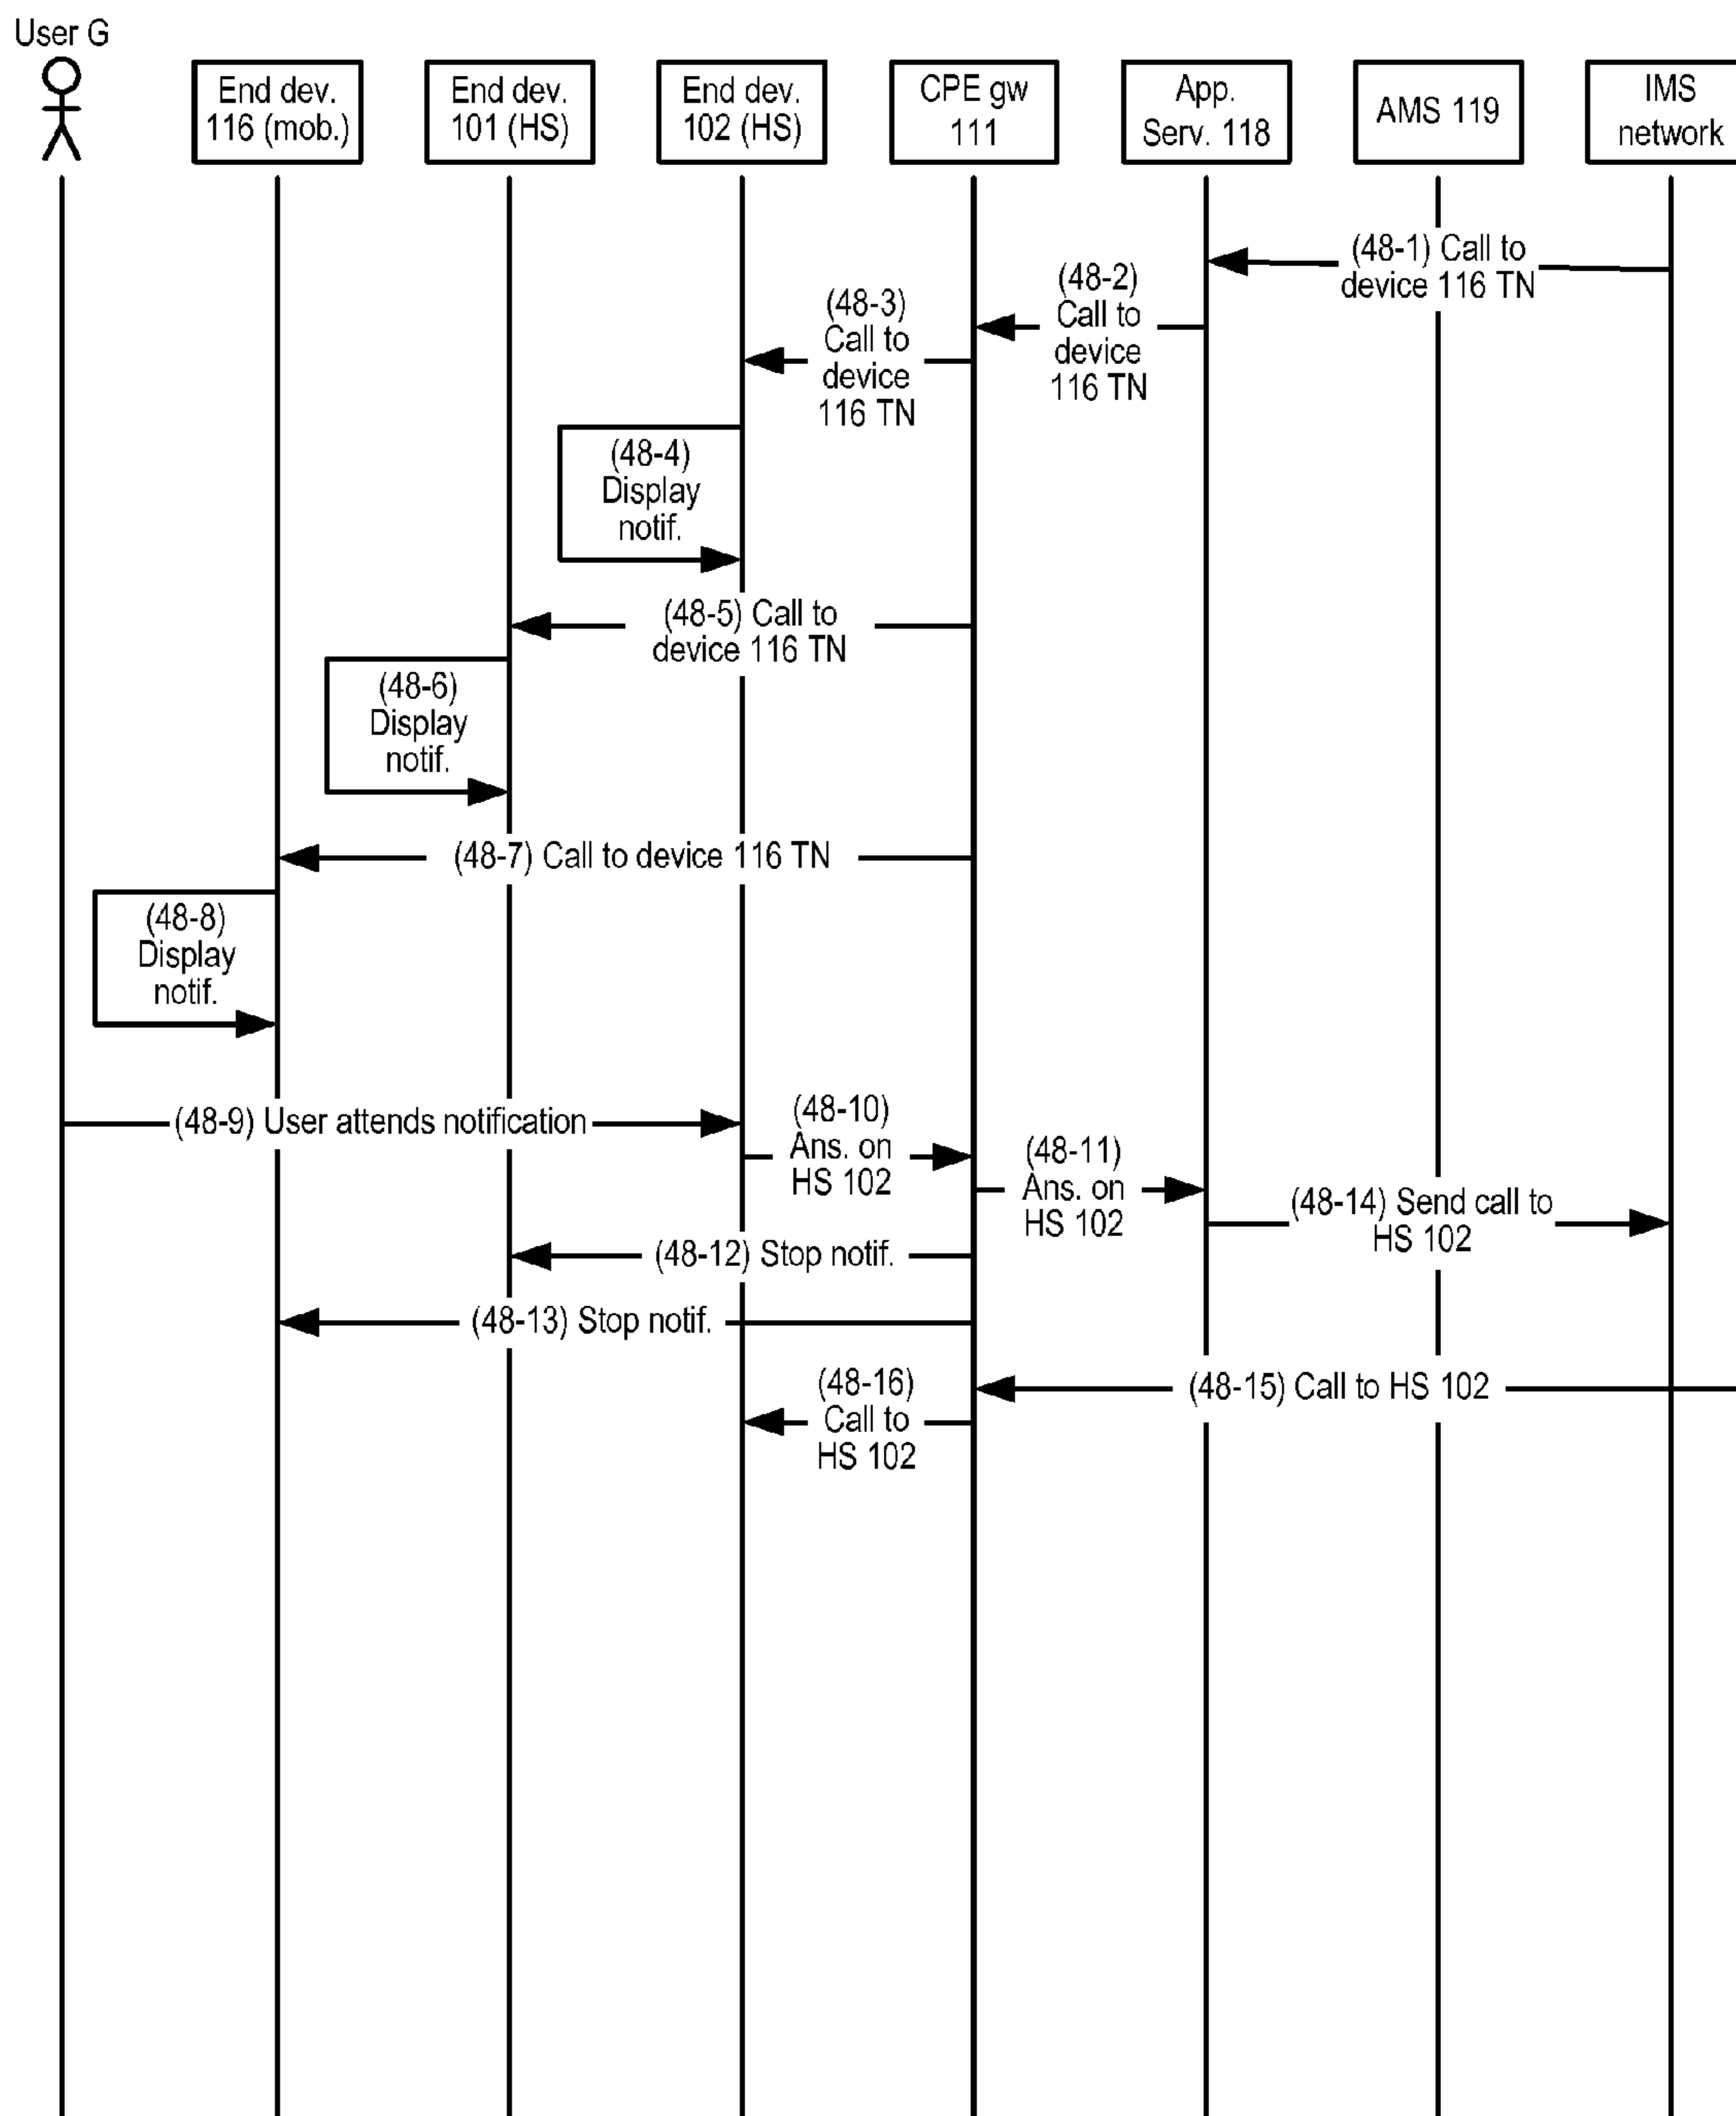 User G
End dev.
116 (mob.)
End dev.
101 (HS)
End dev.
102 (HS)
CPE gw
111
App.
Serv. 118
AMS 119
IMS
network
(48-1) Call to
device 116 TN
(48-2)
Call to
device
116 TN
(48-3)
Call to
device
116 TN
(48-4)
Display
notif.
(48-5) Call to
device 116 TN
(48-6)
Display
notif.
(48-7) Call to device 116 TN
(48-8)
Display
notif.
(48-9) User attends notification
(48-10)
Ans. on
HS 102
(48-11)
Ans. on
HS 102
(48-14) Send call to
HS 102
(48-12) Stop notif.
(48-13) Stop notif.
(48-15) Call to HS 102
(48-16)
Call to
HS 102